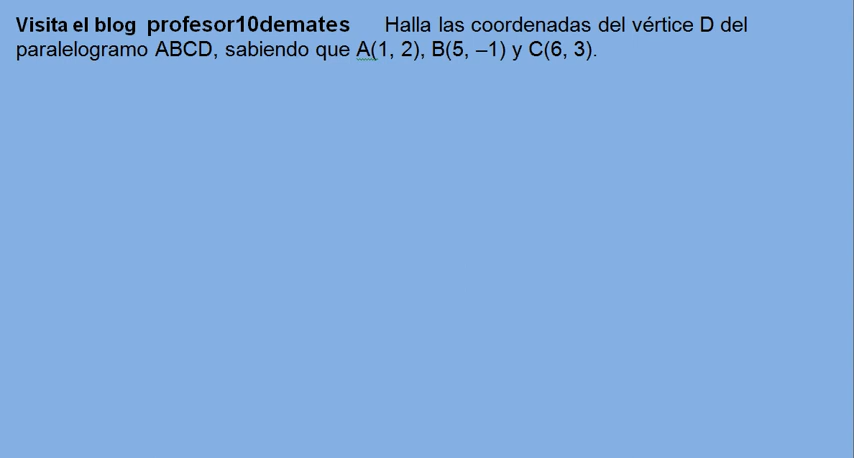 Visita el blog profesor10demates Halla las coordenadas del vértice D del
paralelogramo ABCD, sabiendo que A(1, 2), B(5, –1) y C(6, 3).